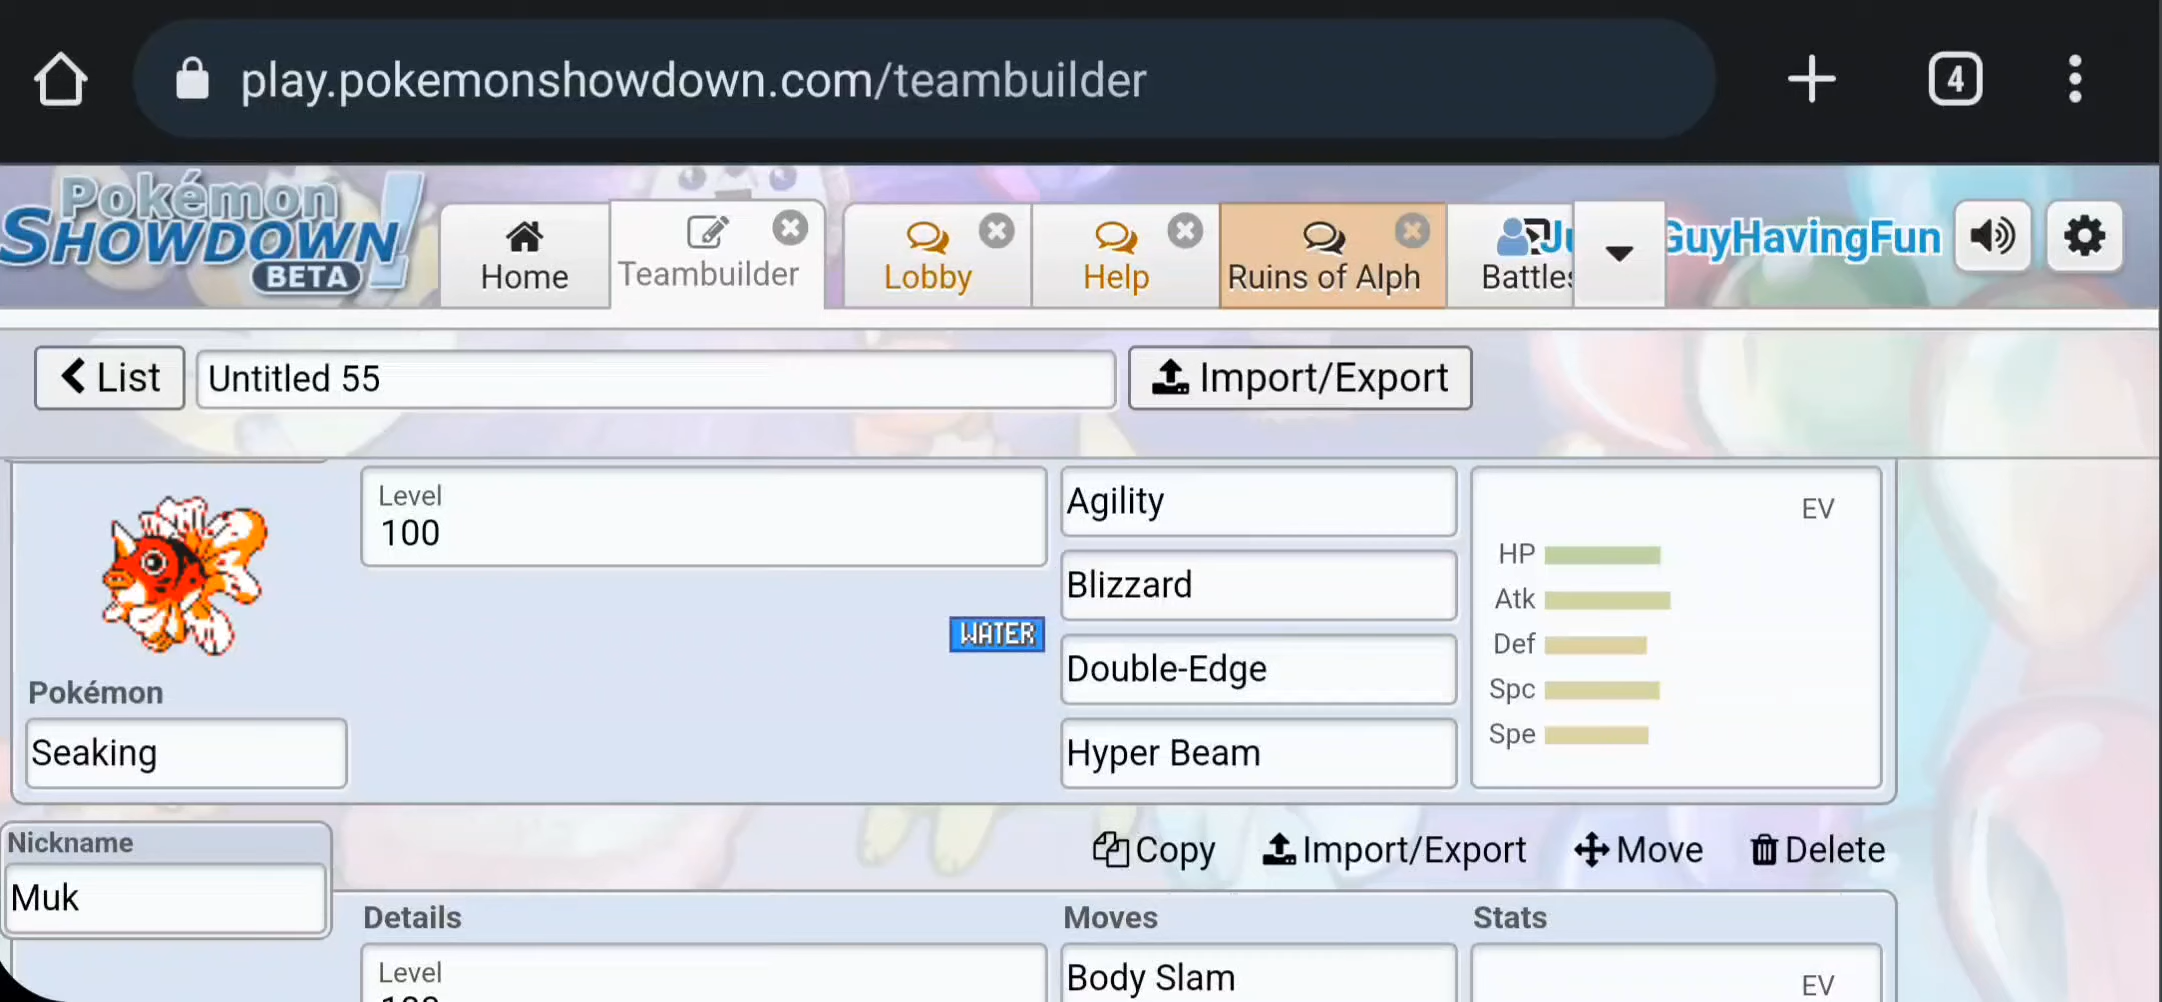 play.pokemonshowdown.com/teambuilder
4
Pokémon
SHOWDOWN!
BETA
Home
Teambuilder
Lobby
Help
Ruins of Alph
Battles
Ju
GuyHavingFun
List
Untitled 55
Import/Export
Level
100
Agility
Blizzard
Double-Edge
Hyper Beam
EV
HP
Atk
Def
Spc
Spe
WATER
Pokémon
Seaking
Nickname
Muk
Copy
Import/Export
Move
Delete
Details
Moves
Stats
Level
100
Body Slam
EV